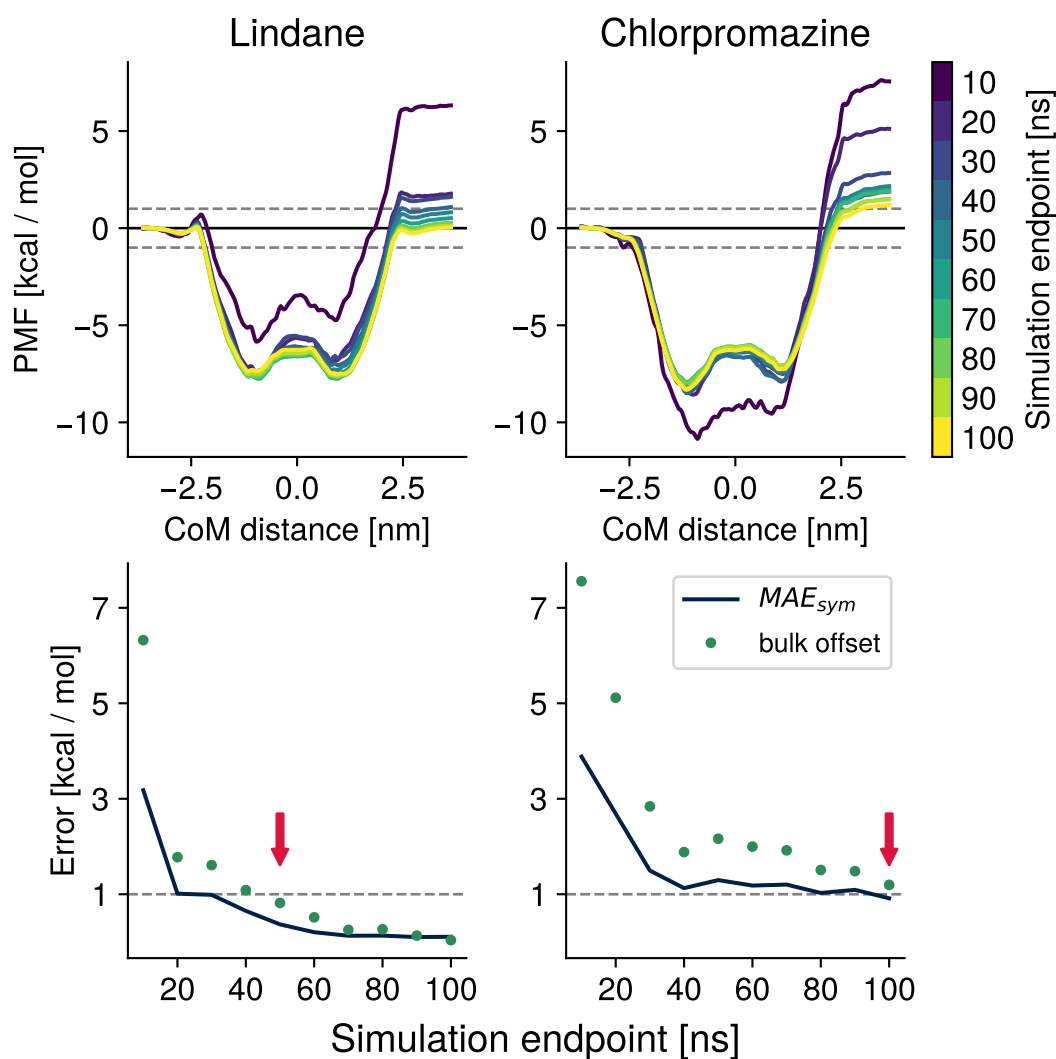 Lindane
Chlorpromazine
PMF [kcal / mol]
5
0
−5
−10
−2.5 0.0 2.5
CoM distance [nm]
5
0
−5
−10
−2.5 0.0 2.5
CoM distance [nm]
10
20
30
40
50
60
70
80
90
100
Simulation endpoint [ns]
Error [kcal / mol]
7
5
3
1
20 40 60 80 100
7
5
3
1
20 40 60 80 100
MAEsym
bulk offset
Simulation endpoint [ns]